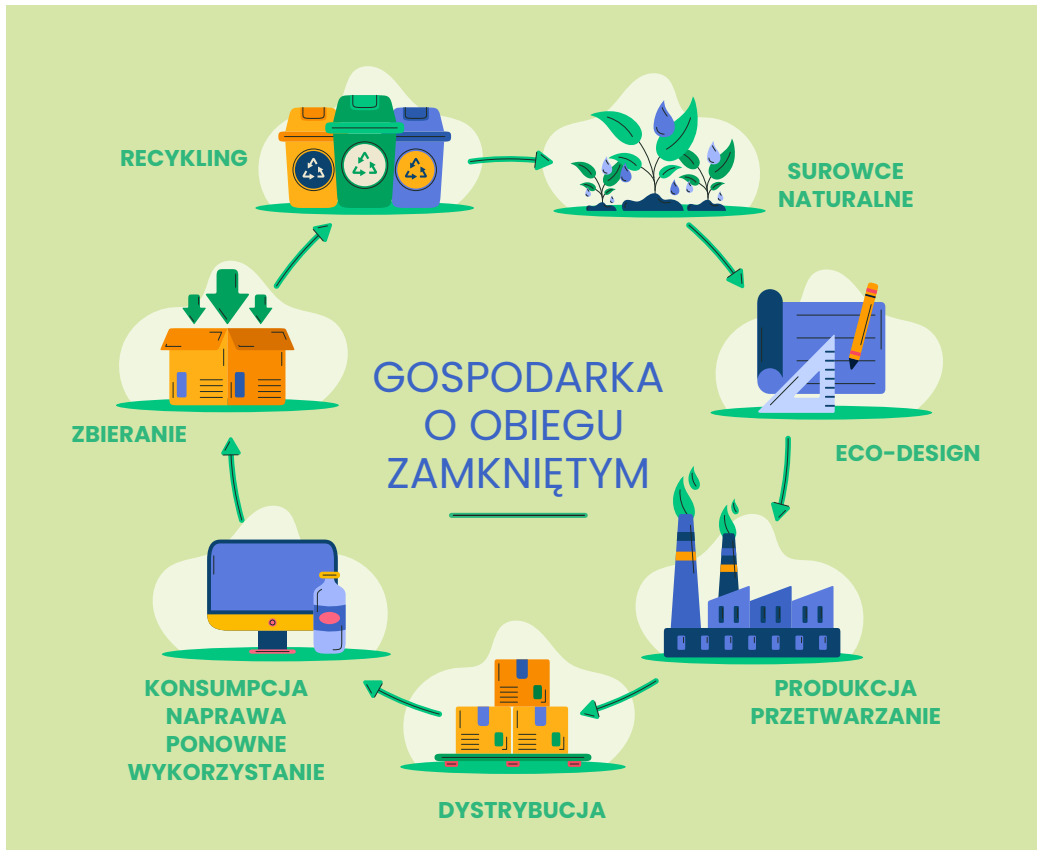 RECYKLING
SUROWCE
NATURALNE
GOSPODARKA
O OBIEGU
ZAMKNIĘTYM
ZBIERANIE
ECO-DESIGN
KONSUMPCJA
NAPRAWA
PONOWNE
WYKORZYSTANIE
PRODUKCJA
PRZETWARZANIE
DYSTRYBUCJA